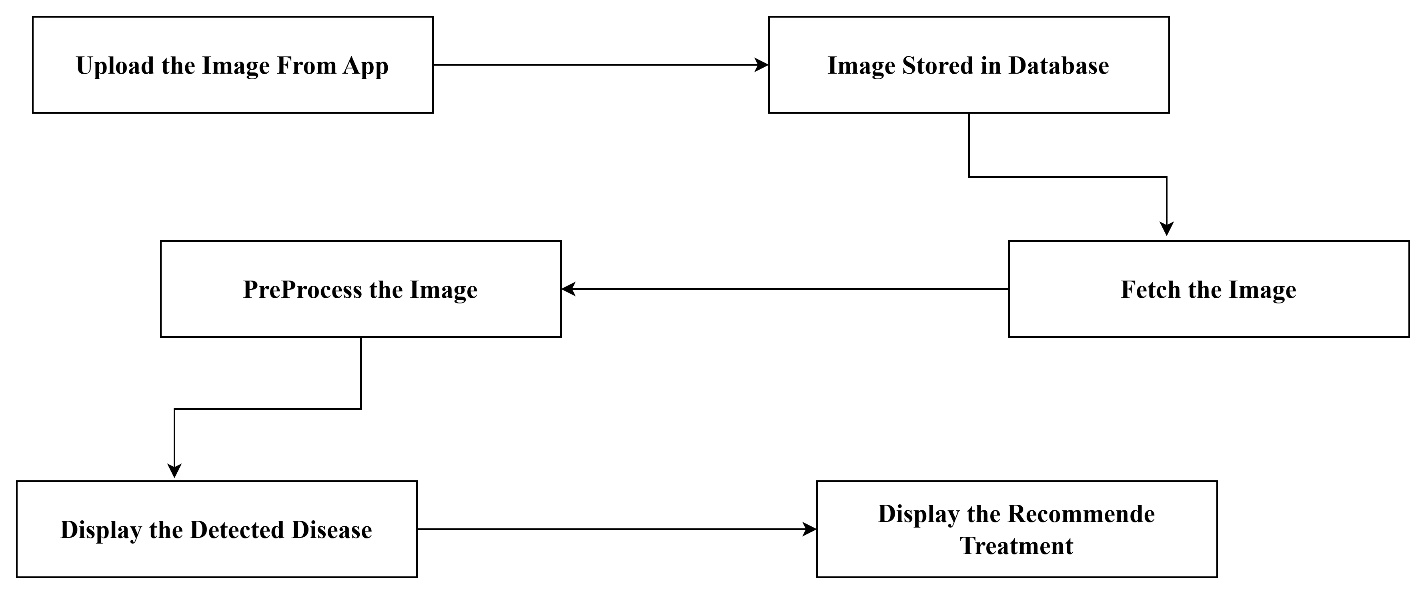 Upload the Image From App
Image Stored in Database
Fetch the Image
PreProcess the Image
Display the Detected Disease
Display the Recommende
Treatment